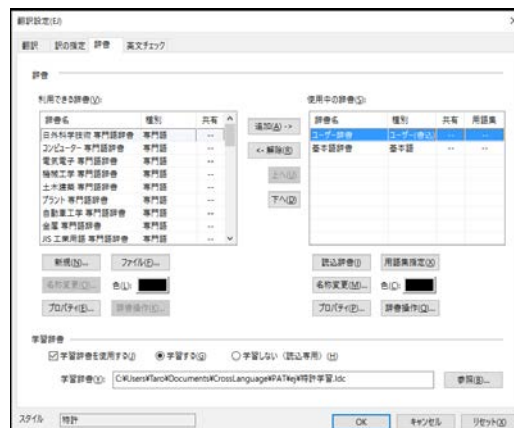 翻訳設定(EJ)
翻訳 訳の指定 辞書 英文チェック
辞書
利用できる辞書(V): 使用中の辞書(S):
辞書名 種別 共有 追加(A) -> 辞書名 種別 共有 用語集
日外科学技術 専門語辞書 専門語 -- ユーザー辞書 ユーザー(書込) -- --
コンピューター 専門語辞書 専門語 -- <- 解除(R) 基本語辞書 基本語 -- --
電気電子 専門語辞書 専門語 --
機械工学 専門語辞書 専門語 -- 上へ(U)
土木建築 専門語辞書 専門語 --
プラント 専門語辞書 専門語 -- 下へ(D)
自動車工学 専門語辞書 専門語 --
金属 専門語辞書 専門語 --
JIS 工業用語 専門語辞書 専門語 --
新規(N)... ファイル(F)... 読込辞書(I) 用語集指定(X)
名称変更(O)... 色(L): 名称変更(M)... 色(C):
プロパティ(E)... 辞書操作(K)... プロパティ(P)... 辞書操作(Q)...
学習辞書
学習辞書を使用する(J) 学習する(G) 学習しない（読込専用）(H)
学習辞書(Y): C:¥Users¥Taro¥Documents¥CrossLanguage¥PAT¥ej¥特許学習.ldc 参照(B)...
スタイル 特許 OK キャンセル リセット(Z)